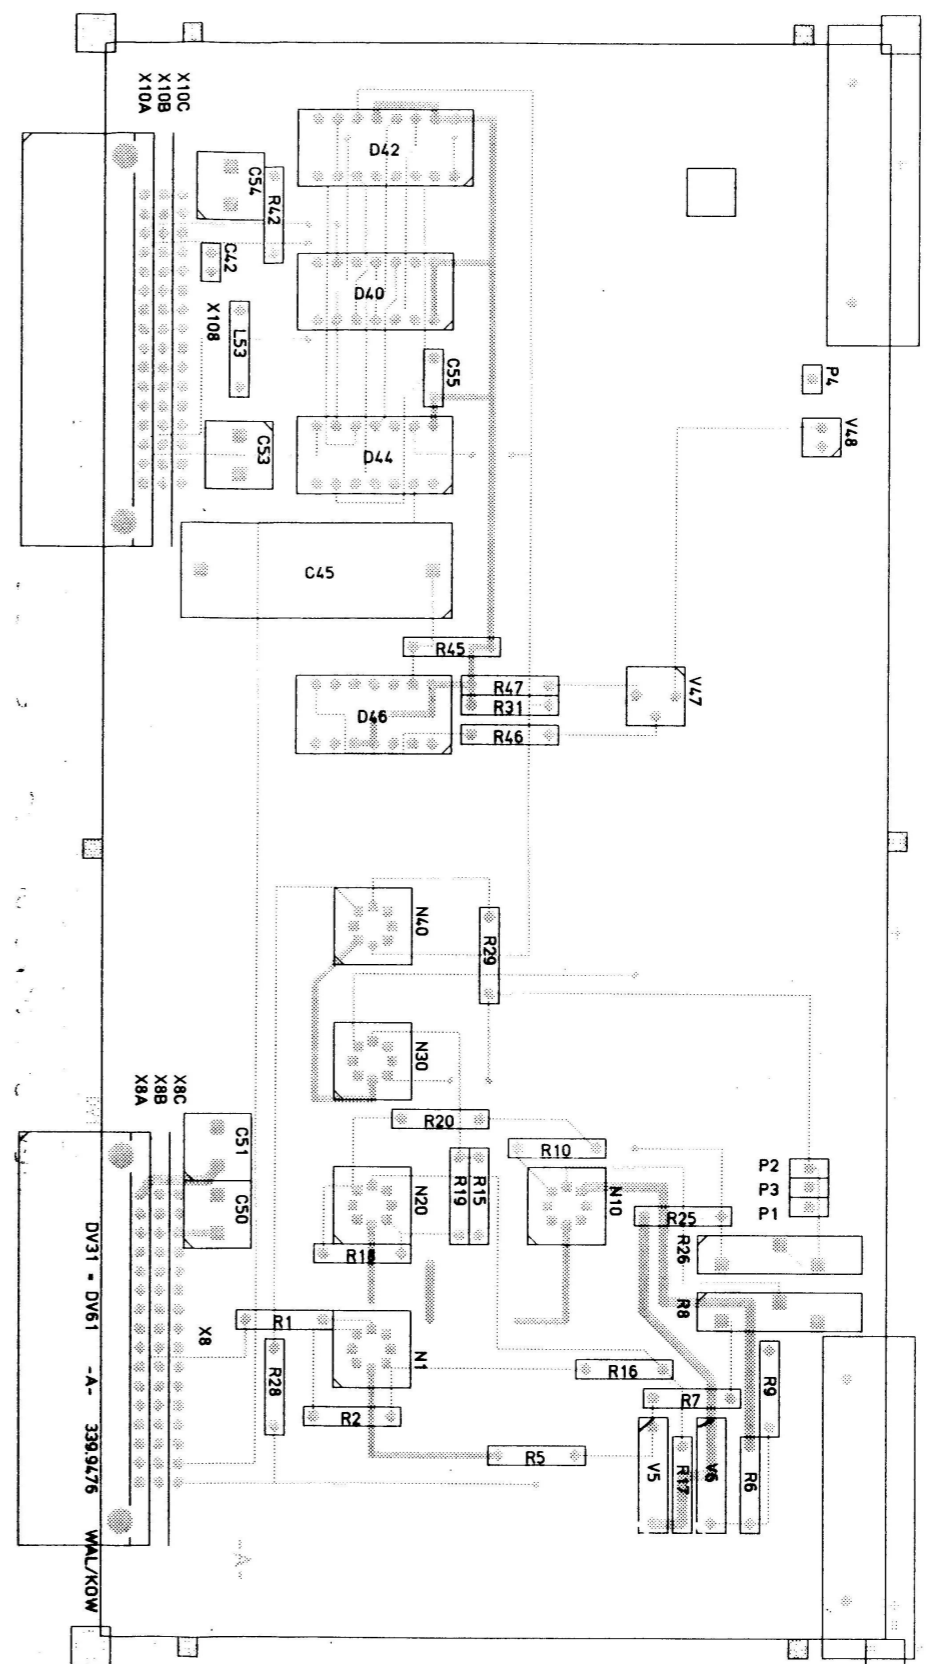 X10C
X10B
X10A
D42
C54
R42
C42
D40
X108
L53
C55
P4
V48
C53
D44
C45
R45
R47
R31
D46
R46
V47
N40
R29
N30
X8C
X8B
X8A
C51
R20
R10
P2
P3
P1
C50
N20
R19
R15
N10
R25
R26
R18
R8
R1
N1
X8
R28
R16
R9
R2
R7
R5
V5
R17
V6
R6
DV31 = DV61 -A- 339.9476 WAL/KOW
-A-